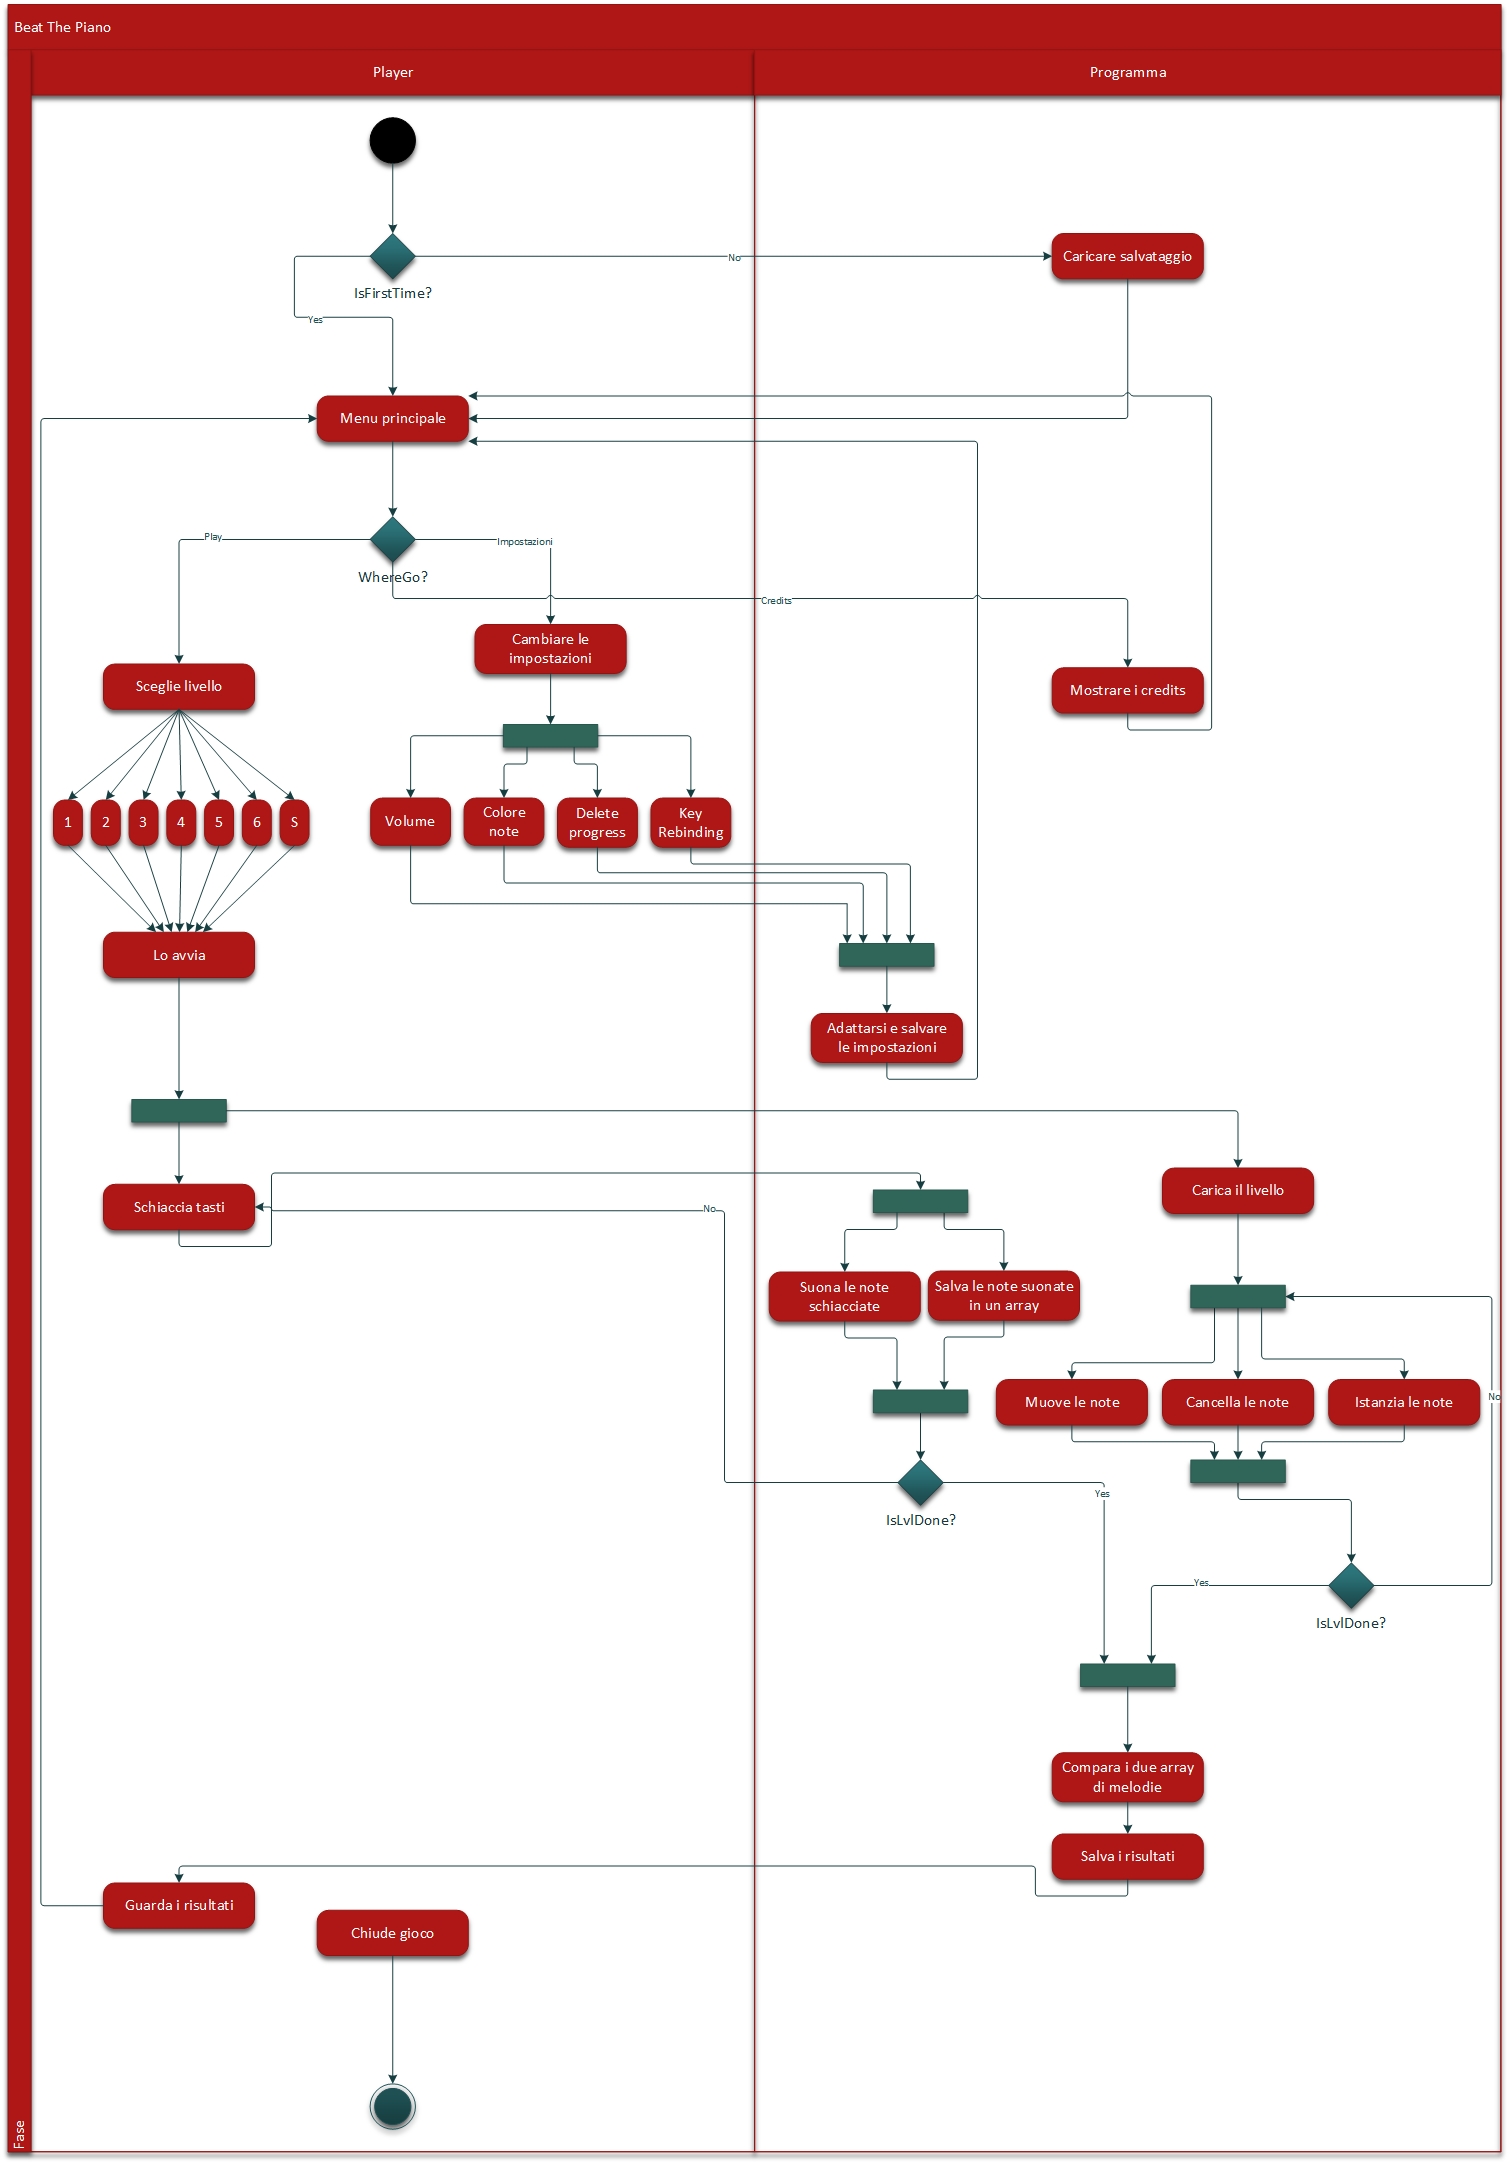 Beat The Piano
Player
Programma
No
Caricare salvataggio
IsFirstTime?
Yes
Menu principale
Play
Impostazioni
WhereGo?
Credits
Cambiare le
impostazioni
Sceglie livello
Mostrare i credits
1
2
3
4
5
6
S
Volume
Colore
note
Delete
progress
Key
Rebinding
Lo avvia
Adattarsi e salvare
le impostazioni
Schiaccia tasti
No
Carica il livello
Suona le note
schiacciate
Salva le note suonate
in un array
Muove le note
Cancella le note
Istanzia le note
No
IsLvlDone?
Yes
Yes
IsLvlDone?
Compara i due array
di melodie
Salva i risultati
Guarda i risultati
Chiude gioco
Fase